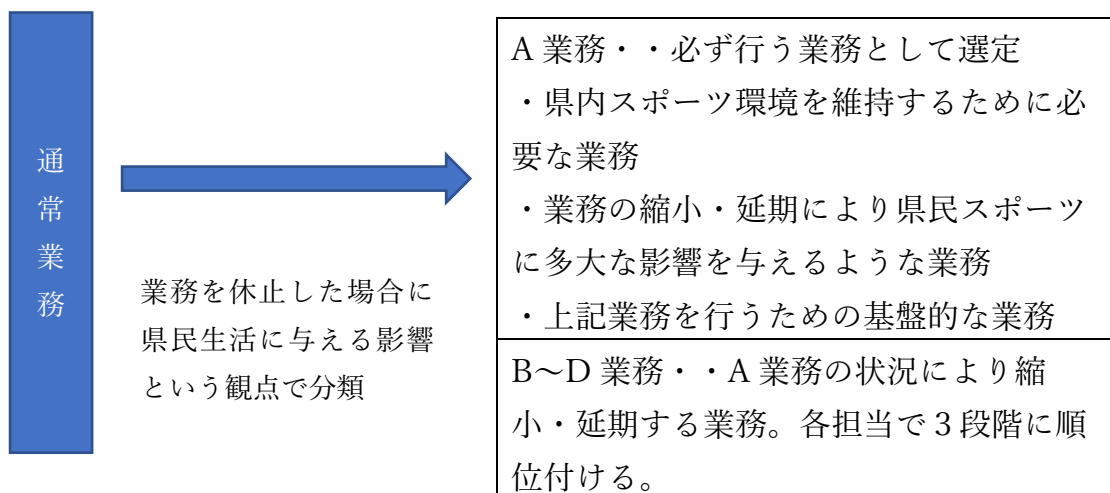 通常業務
業務を休止した場合に
県民生活に与える影響
という観点で分類
A 業務・・必ず行う業務として選定
・県内スポーツ環境を維持するために必
要な業務
・業務の縮小・延期により県民スポーツ
に多大な影響を与えるような業務
・上記業務を行うための基盤的な業務
B～D 業務・・A 業務の状況により縮
小・延期する業務。各担当で３段階に順
位付ける。